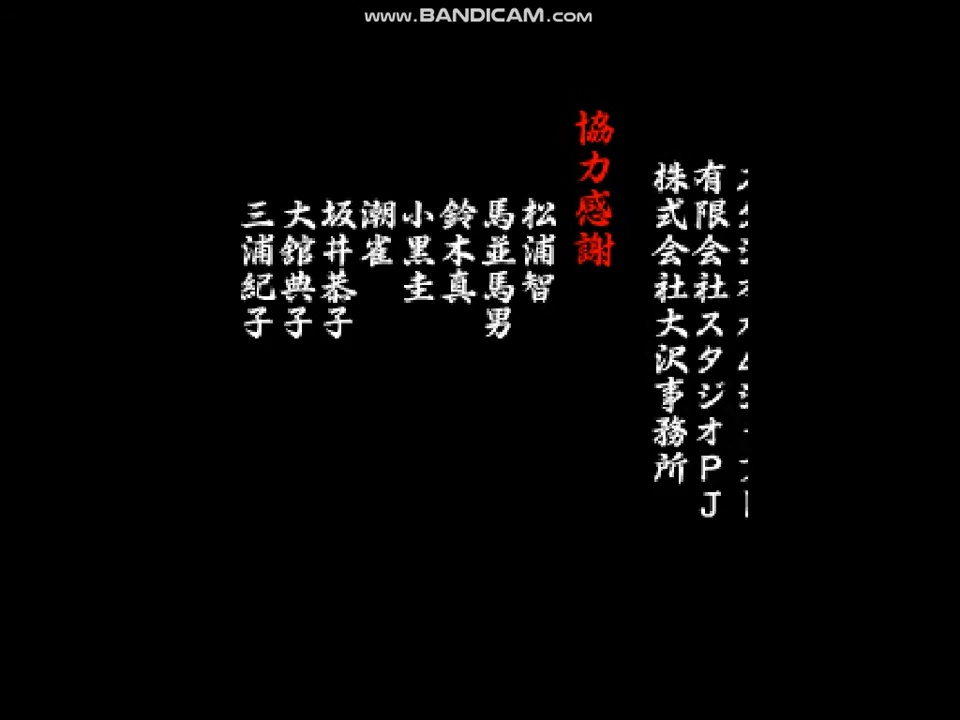 www.BANDICAM.com
有限会社スタジオPJ
株式会社大沢事務所
協力感謝
松浦智
馬並馬男
鈴木真
小黒圭
潮雀
坂井恭子
大舘典子
三浦紀子